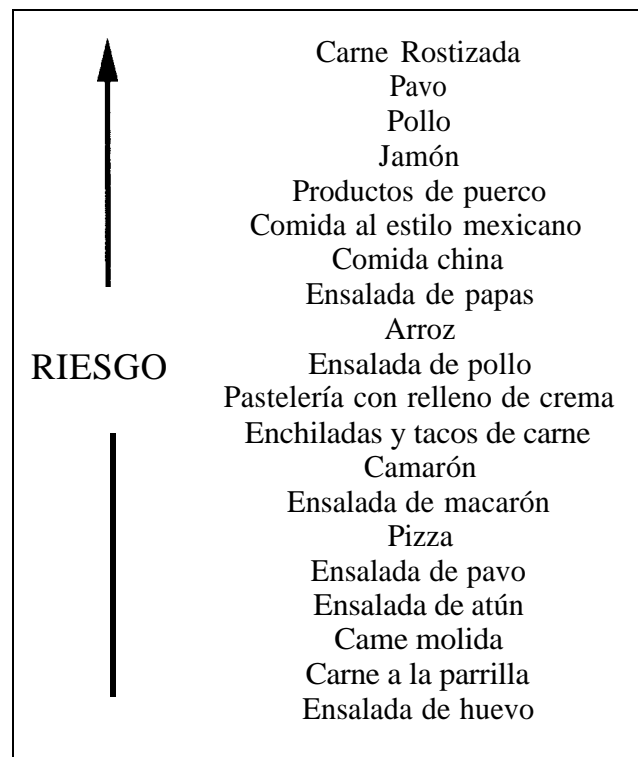 Carne Rostizada
Pavo
Pollo
Jamón
Productos de puerco
Comida al estilo mexicano
Comida china
Ensalada de papas
Arroz
RIESGO
Ensalada de pollo
Pastelería con relleno de crema
Enchiladas y tacos de carne
Camarón
Ensalada de macarón
Pizza
Ensalada de pavo
Ensalada de atún
Came molida
Carne a la parrilla
Ensalada de huevo